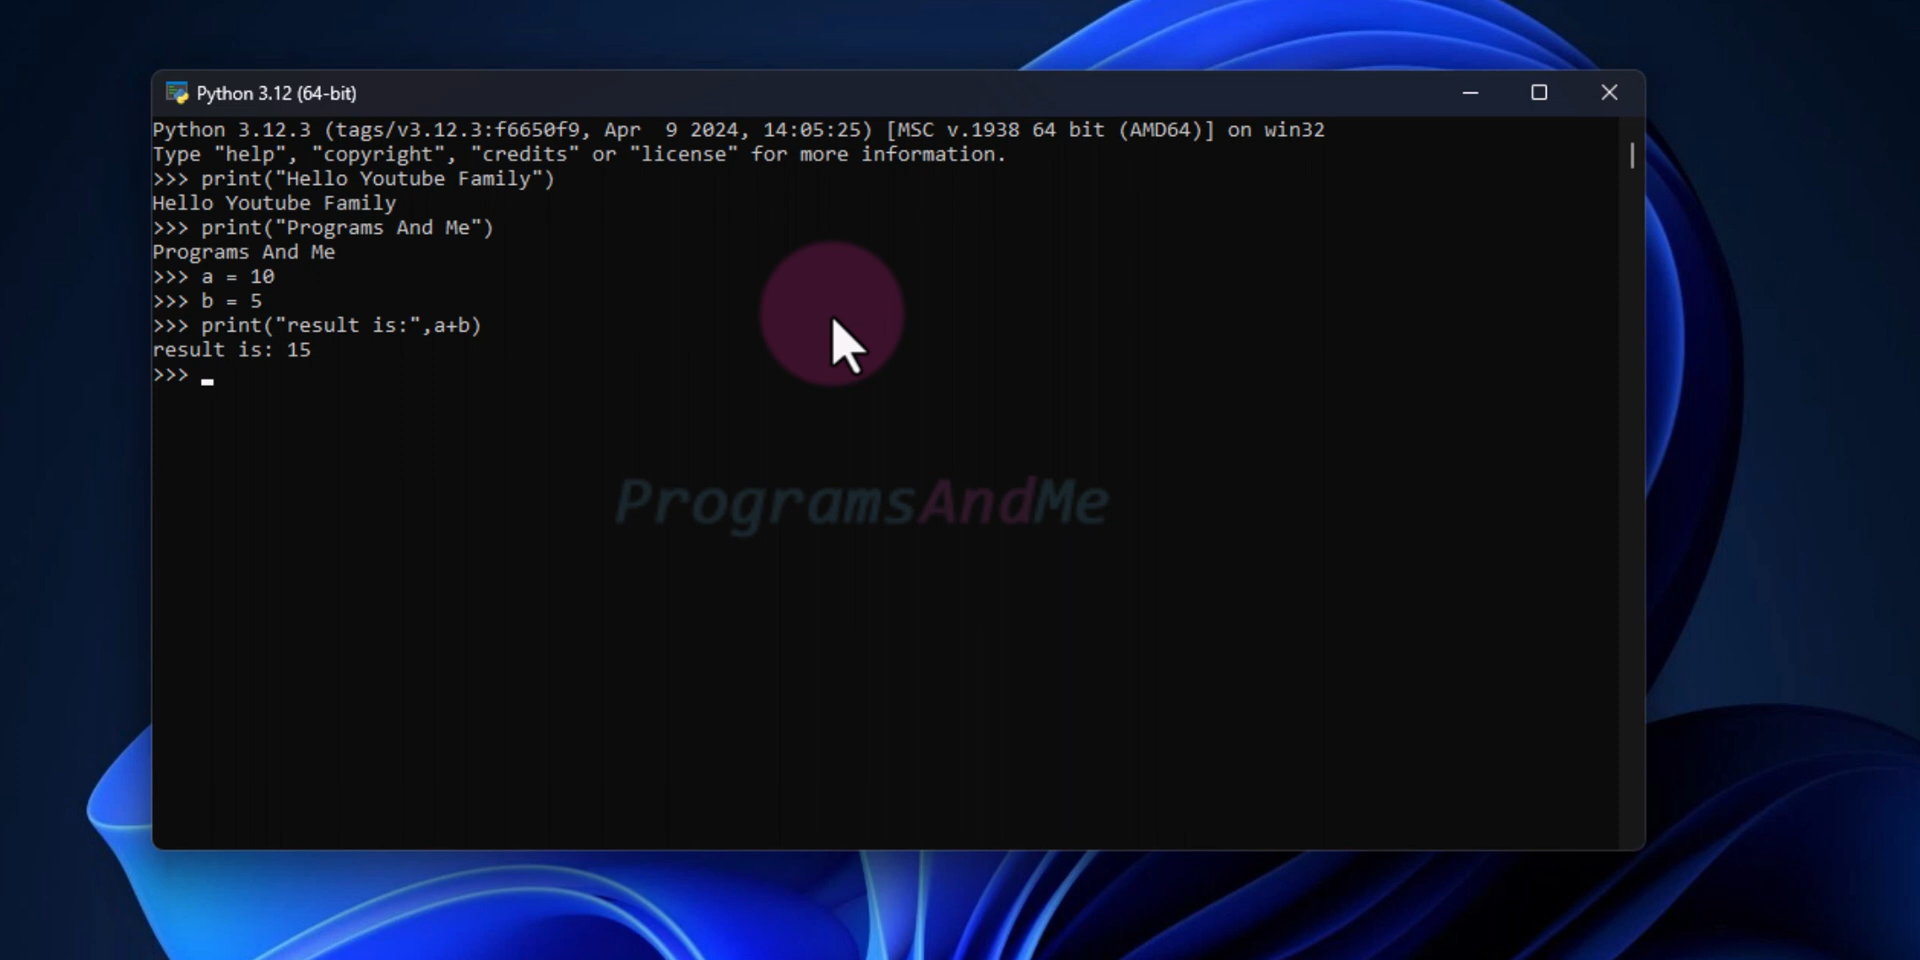 Python 3.12 (64-bit)
Python 3.12.3 (tags/v3.12.3:f6650f9, Apr  9 2024, 14:05:25) [MSC v.1938 64 bit (AMD64)] on win32
Type "help", "copyright", "credits" or "license" for more information.
>>> print("Hello Youtube Family")
Hello Youtube Family
>>> print("Programs And Me")
Programs And Me
>>> a = 10
>>> b = 5
>>> print("result is:",a+b)
result is: 15
>>>
ProgramsAndMe